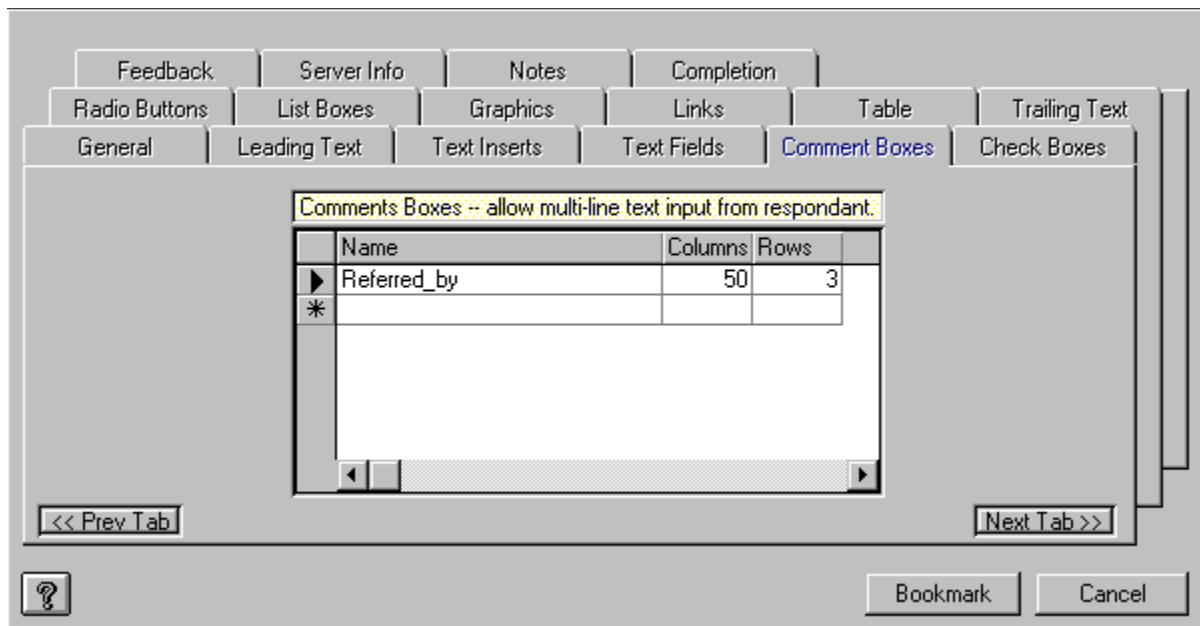 Feedback Server Info Notes Completion
Radio Buttons List Boxes Graphics Links Table Trailing Text
General Leading Text Text Inserts Text Fields Comment Boxes Check Boxes
Comments Boxes -- allow multi-line text input from respondant.
Name Columns Rows
Referred_by 50 3
<< Prev Tab Next Tab >>
? Bookmark Cancel